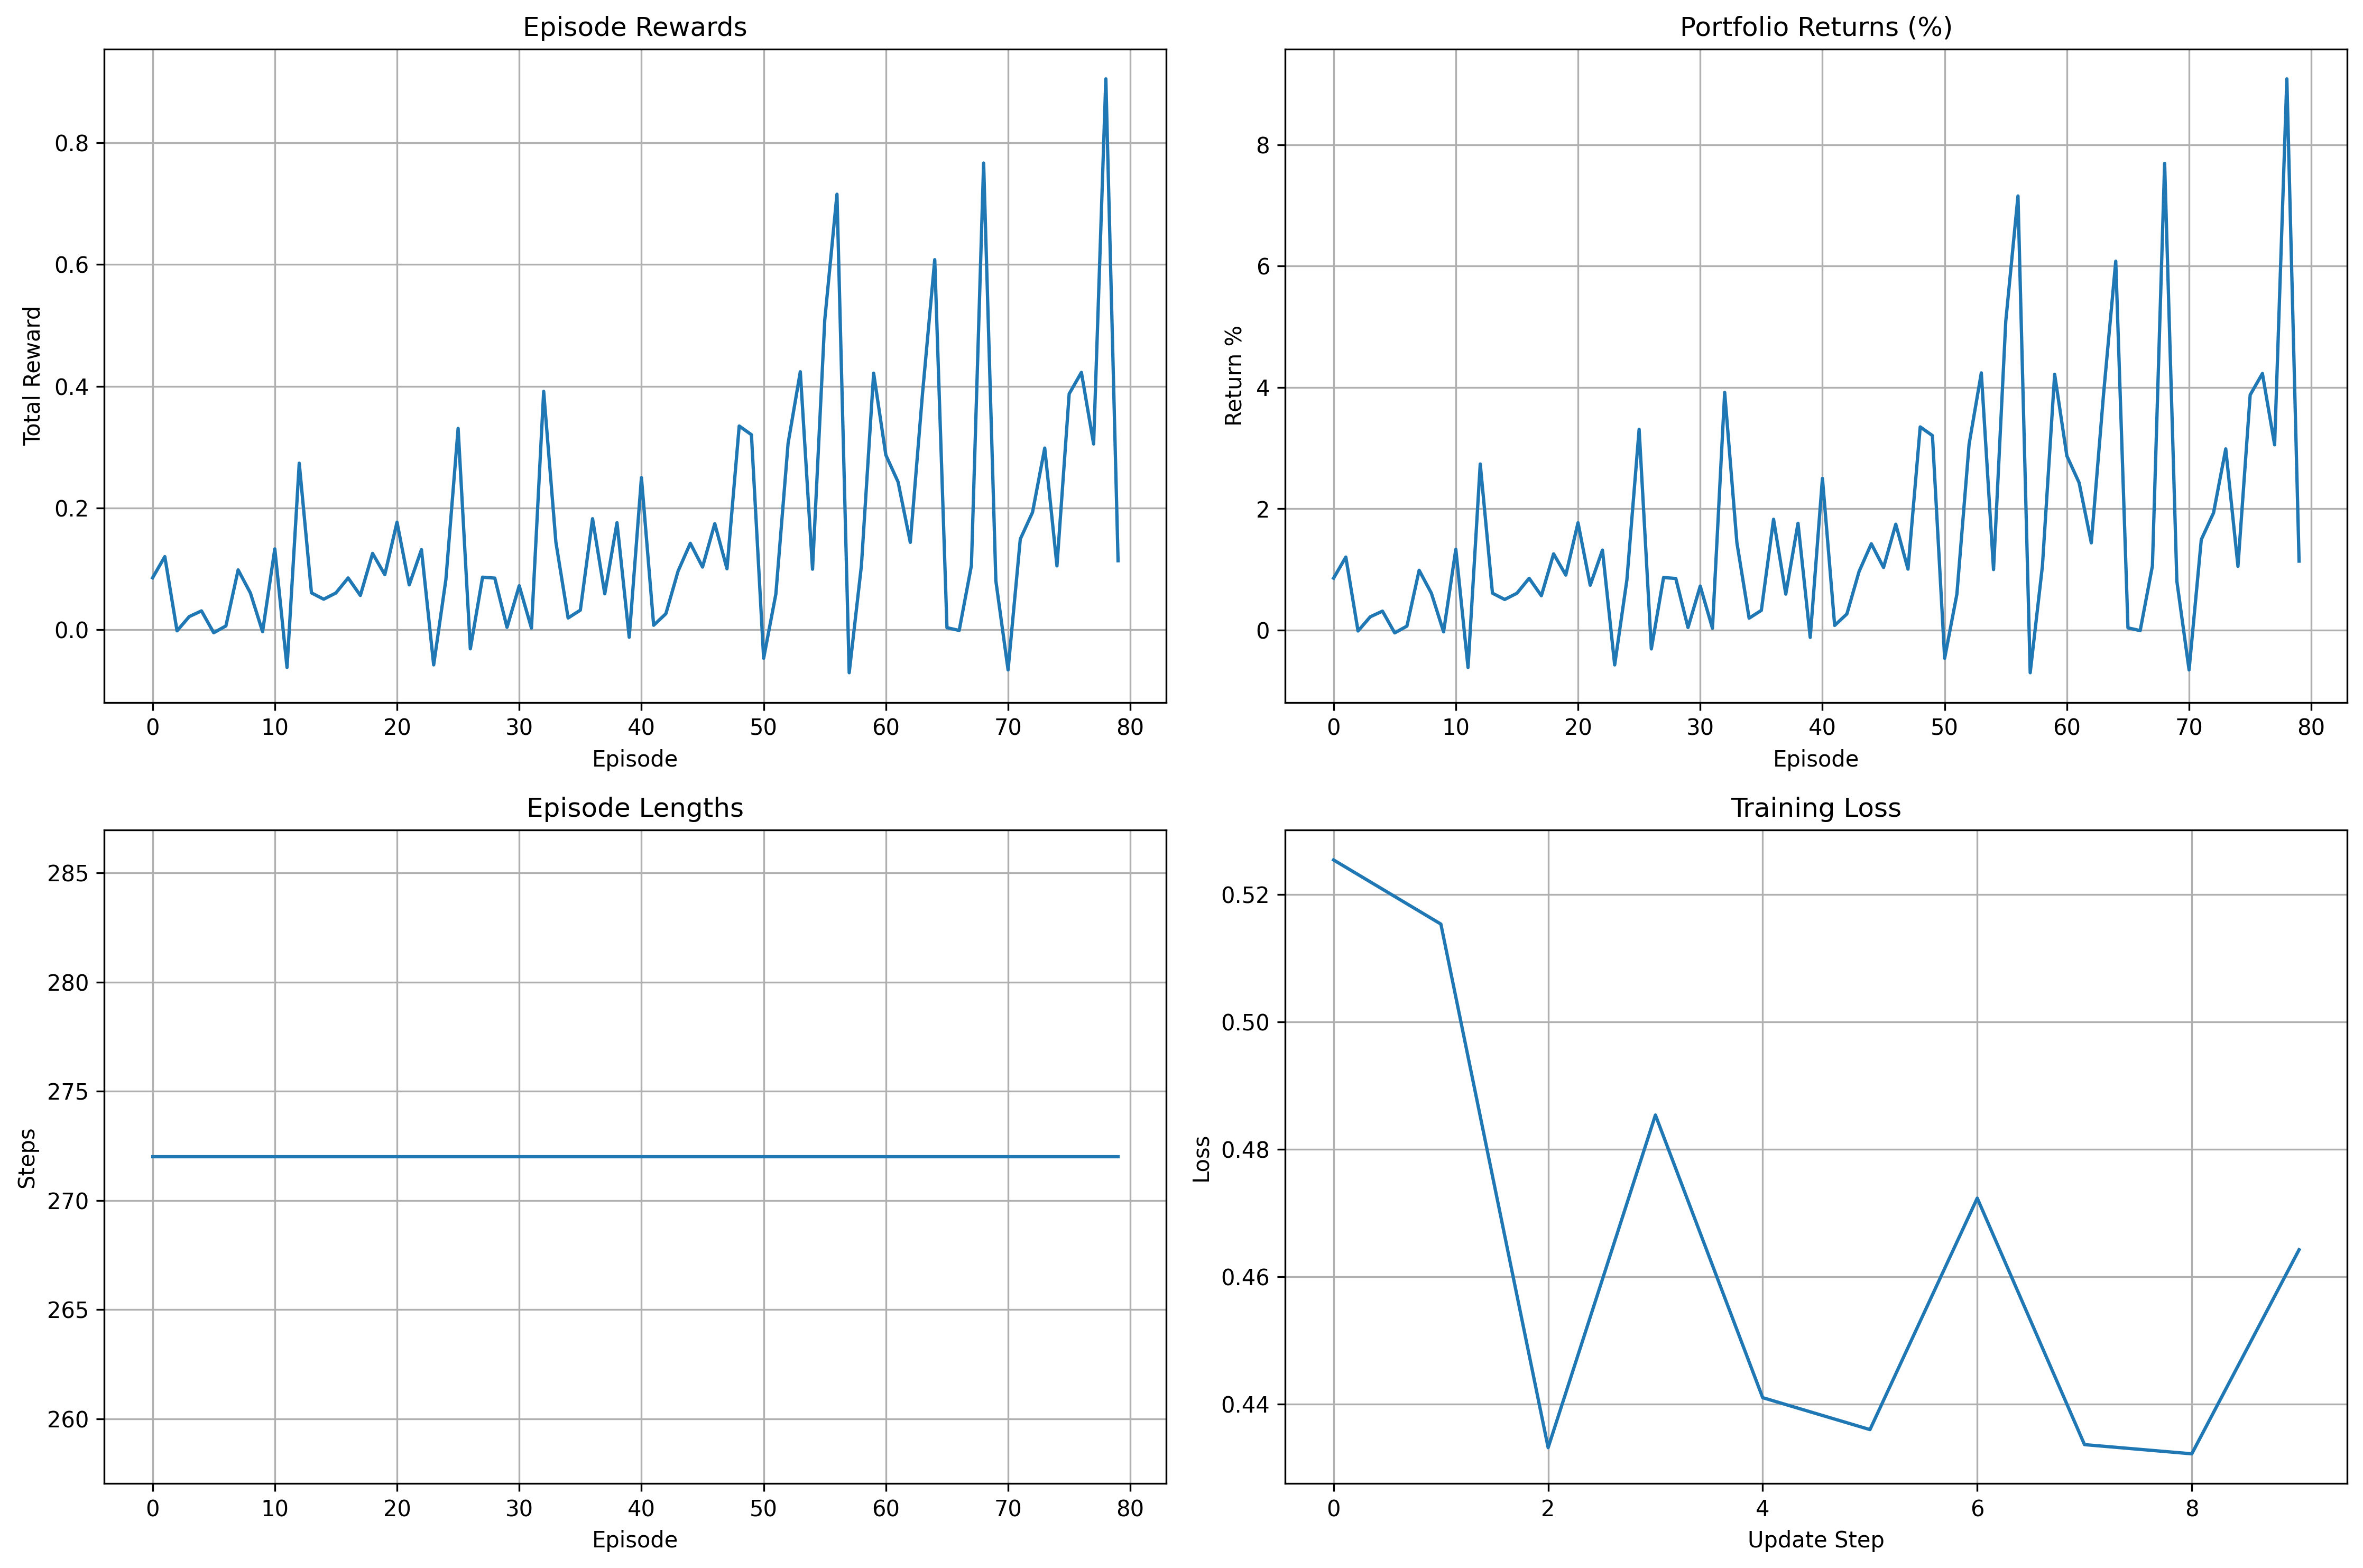 Episode Rewards
Total Reward
0.8
0.6
0.4
0.2
0.0
0 10 20 30 40 50 60 70 80
Episode
Portfolio Returns (%)
Return %
8
6
4
2
0
0 10 20 30 40 50 60 70 80
Episode
Episode Lengths
Steps
285
280
275
270
265
260
0 10 20 30 40 50 60 70 80
Episode
Training Loss
Loss
0.52
0.50
0.48
0.46
0.44
0 2 4 6 8
Update Step